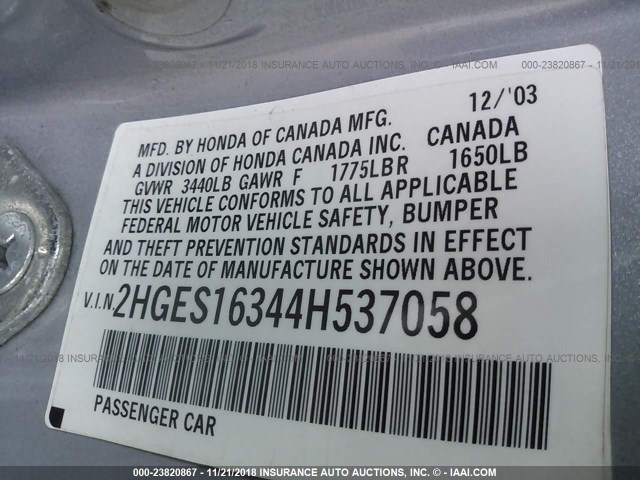 000-23820867 - 11/21/2018 INSURANCE AUTO AUCTIONS, INC. © - IAAI.COM
12/'03
MFD. BY HONDA OF CANADA MFG.
A DIVISION OF HONDA CANADA INC. CANADA
GVWR 3440LB GAWR F 1775LBR 1650LB
THIS VEHICLE CONFORMS TO ALL APPLICABLE
FEDERAL MOTOR VEHICLE SAFETY, BUMPER
AND THEFT PREVENTION STANDARDS IN EFFECT
ON THE DATE OF MANUFACTURE SHOWN ABOVE.
V.I.N. 2HGES16344H537058
PASSENGER CAR
000-23820867 - 11/21/2018 INSURANCE AUTO AUCTIONS, INC. © - IAAI.COM